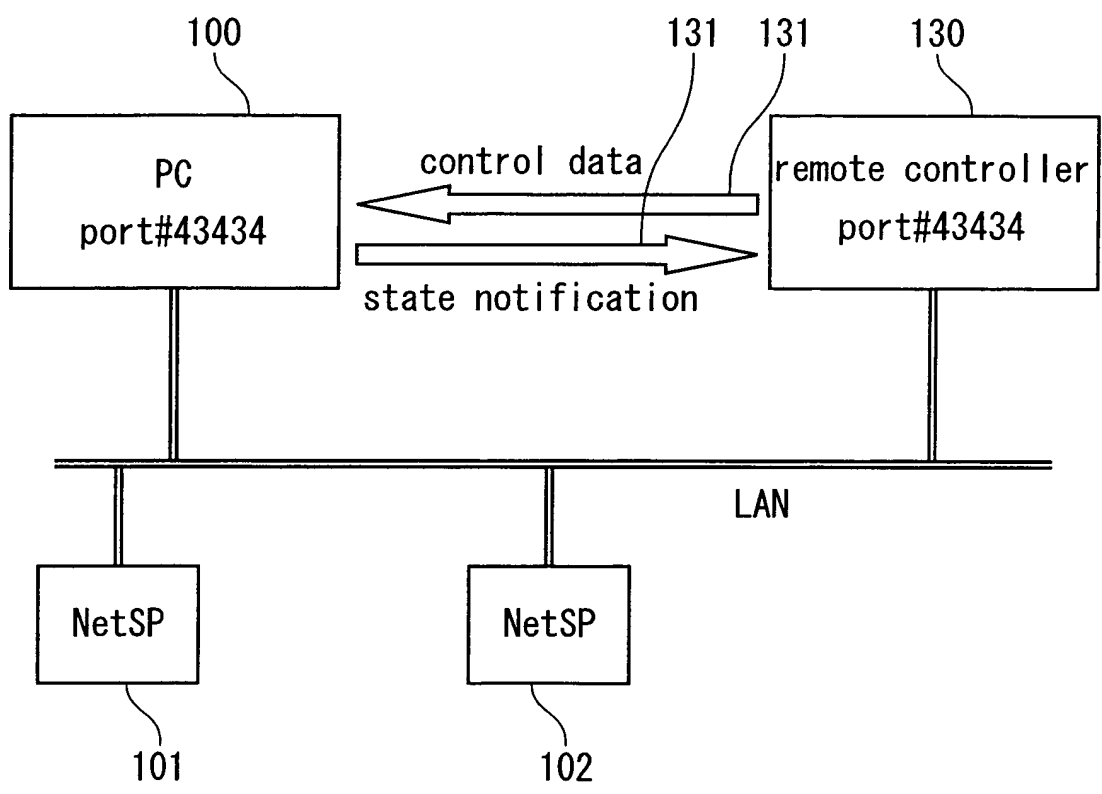 100
131
131
130
PC
port#43434
control data
remote controller
port#43434
state notification
LAN
NetSP
NetSP
101
102